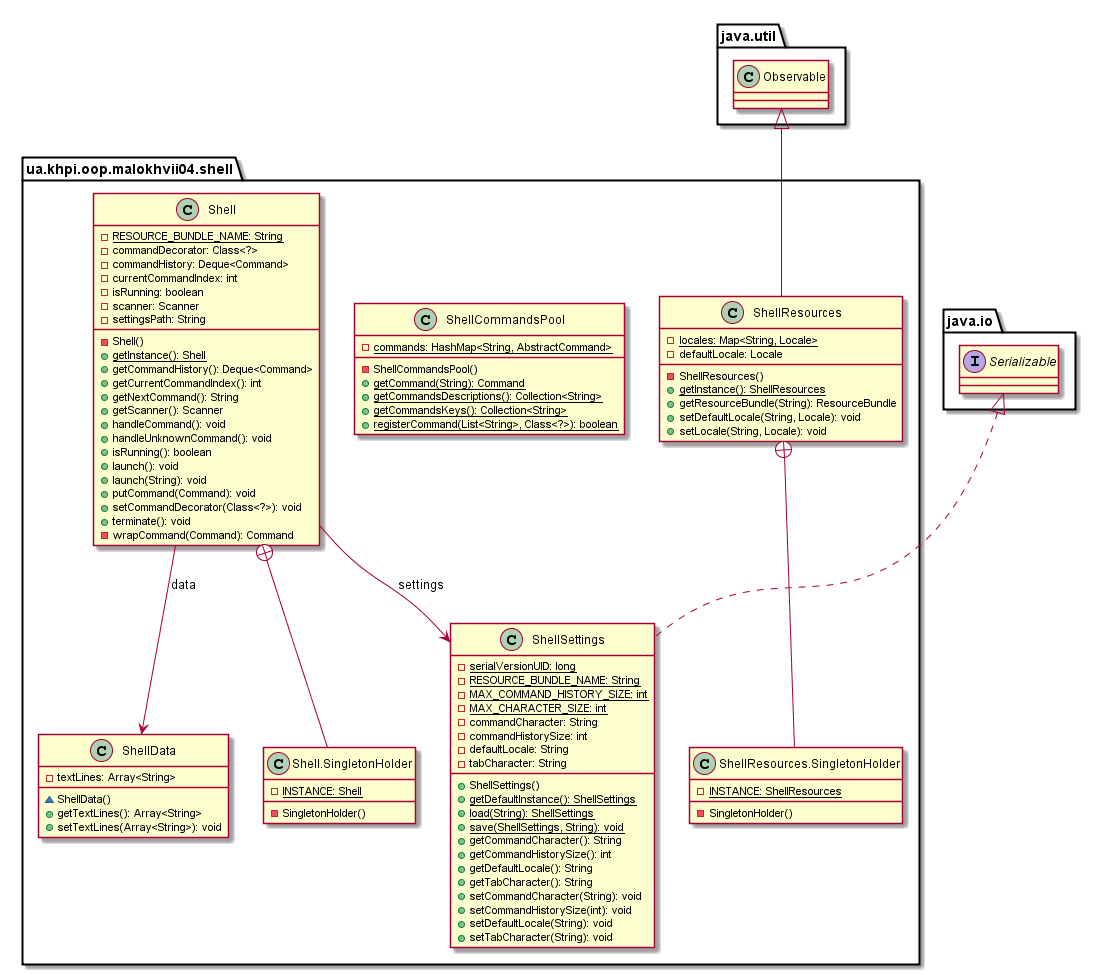 java.util
C Observable
ua.khpi.oop.malokhvii04.shell
C Shell
RESOURCE_BUNDLE_NAME: String
commandDecorator: Class<?>
commandHistory: Deque<Command>
currentCommandIndex: int
isRunning: boolean
scanner: Scanner
settingsPath: String
Shell()
getInstance(): Shell
getCommandHistory(): Deque<Command>
getCurrentCommandIndex(): int
getNextCommand(): String
getScanner(): Scanner
handleCommand(): void
handleUnknownCommand(): void
isRunning(): boolean
launch(): void
launch(String): void
putCommand(Command): void
setCommandDecorator(Class<?>): void
terminate(): void
wrapCommand(Command): Command
C ShellCommandsPool
commands: HashMap<String, AbstractCommand>
ShellCommandsPool()
getCommand(String): Command
getCommandsDescriptions(): Collection<String>
getCommandsKeys(): Collection<String>
registerCommand(List<String>, Class<?>): boolean
C ShellResources
locales: Map<String, Locale>
defaultLocale: Locale
ShellResources()
getInstance(): ShellResources
getResourceBundle(String): ResourceBundle
setDefaultLocale(String, Locale): void
setLocale(String, Locale): void
java.io
I Serializable
data
settings
C ShellData
textLines: Array<String>
ShellData()
getTextLines(): Array<String>
setTextLines(Array<String>): void
C Shell.SingletonHolder
INSTANCE: Shell
SingletonHolder()
C ShellSettings
serialVersionUID: long
RESOURCE_BUNDLE_NAME: String
MAX_COMMAND_HISTORY_SIZE: int
MAX_CHARACTER_SIZE: int
commandCharacter: String
commandHistorySize: int
defaultLocale: String
tabCharacter: String
ShellSettings()
getDefaultInstance(): ShellSettings
load(String): ShellSettings
save(ShellSettings, String): void
getCommandCharacter(): String
getCommandHistorySize(): int
getDefaultLocale(): String
getTabCharacter(): String
setCommandCharacter(String): void
setCommandHistorySize(int): void
setDefaultLocale(String): void
setTabCharacter(String): void
C ShellResources.SingletonHolder
INSTANCE: ShellResources
SingletonHolder()